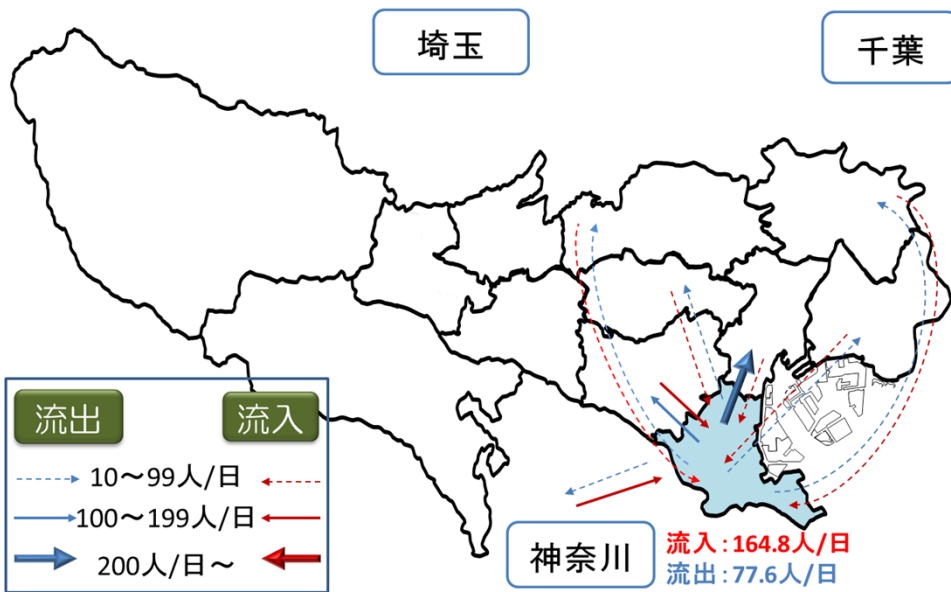 埼玉
千葉
流出
流入
10～99人/日
100～199人/日
200人/日～
神奈川
流入：164.8人/日
流出：77.6人/日